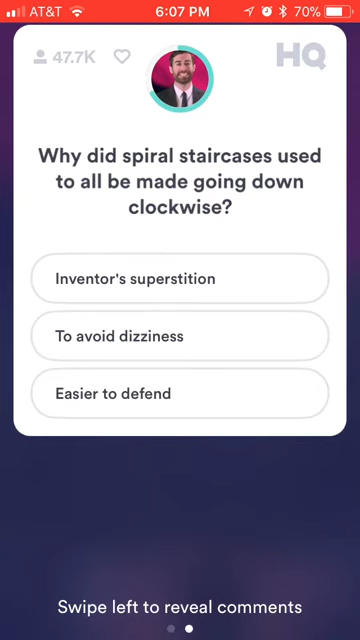 AT&T 6:07 PM 70%
47.7K HQ
Why did spiral staircases used
to all be made going down
clockwise?
Inventor's superstition
To avoid dizziness
Easier to defend
Swipe left to reveal comments